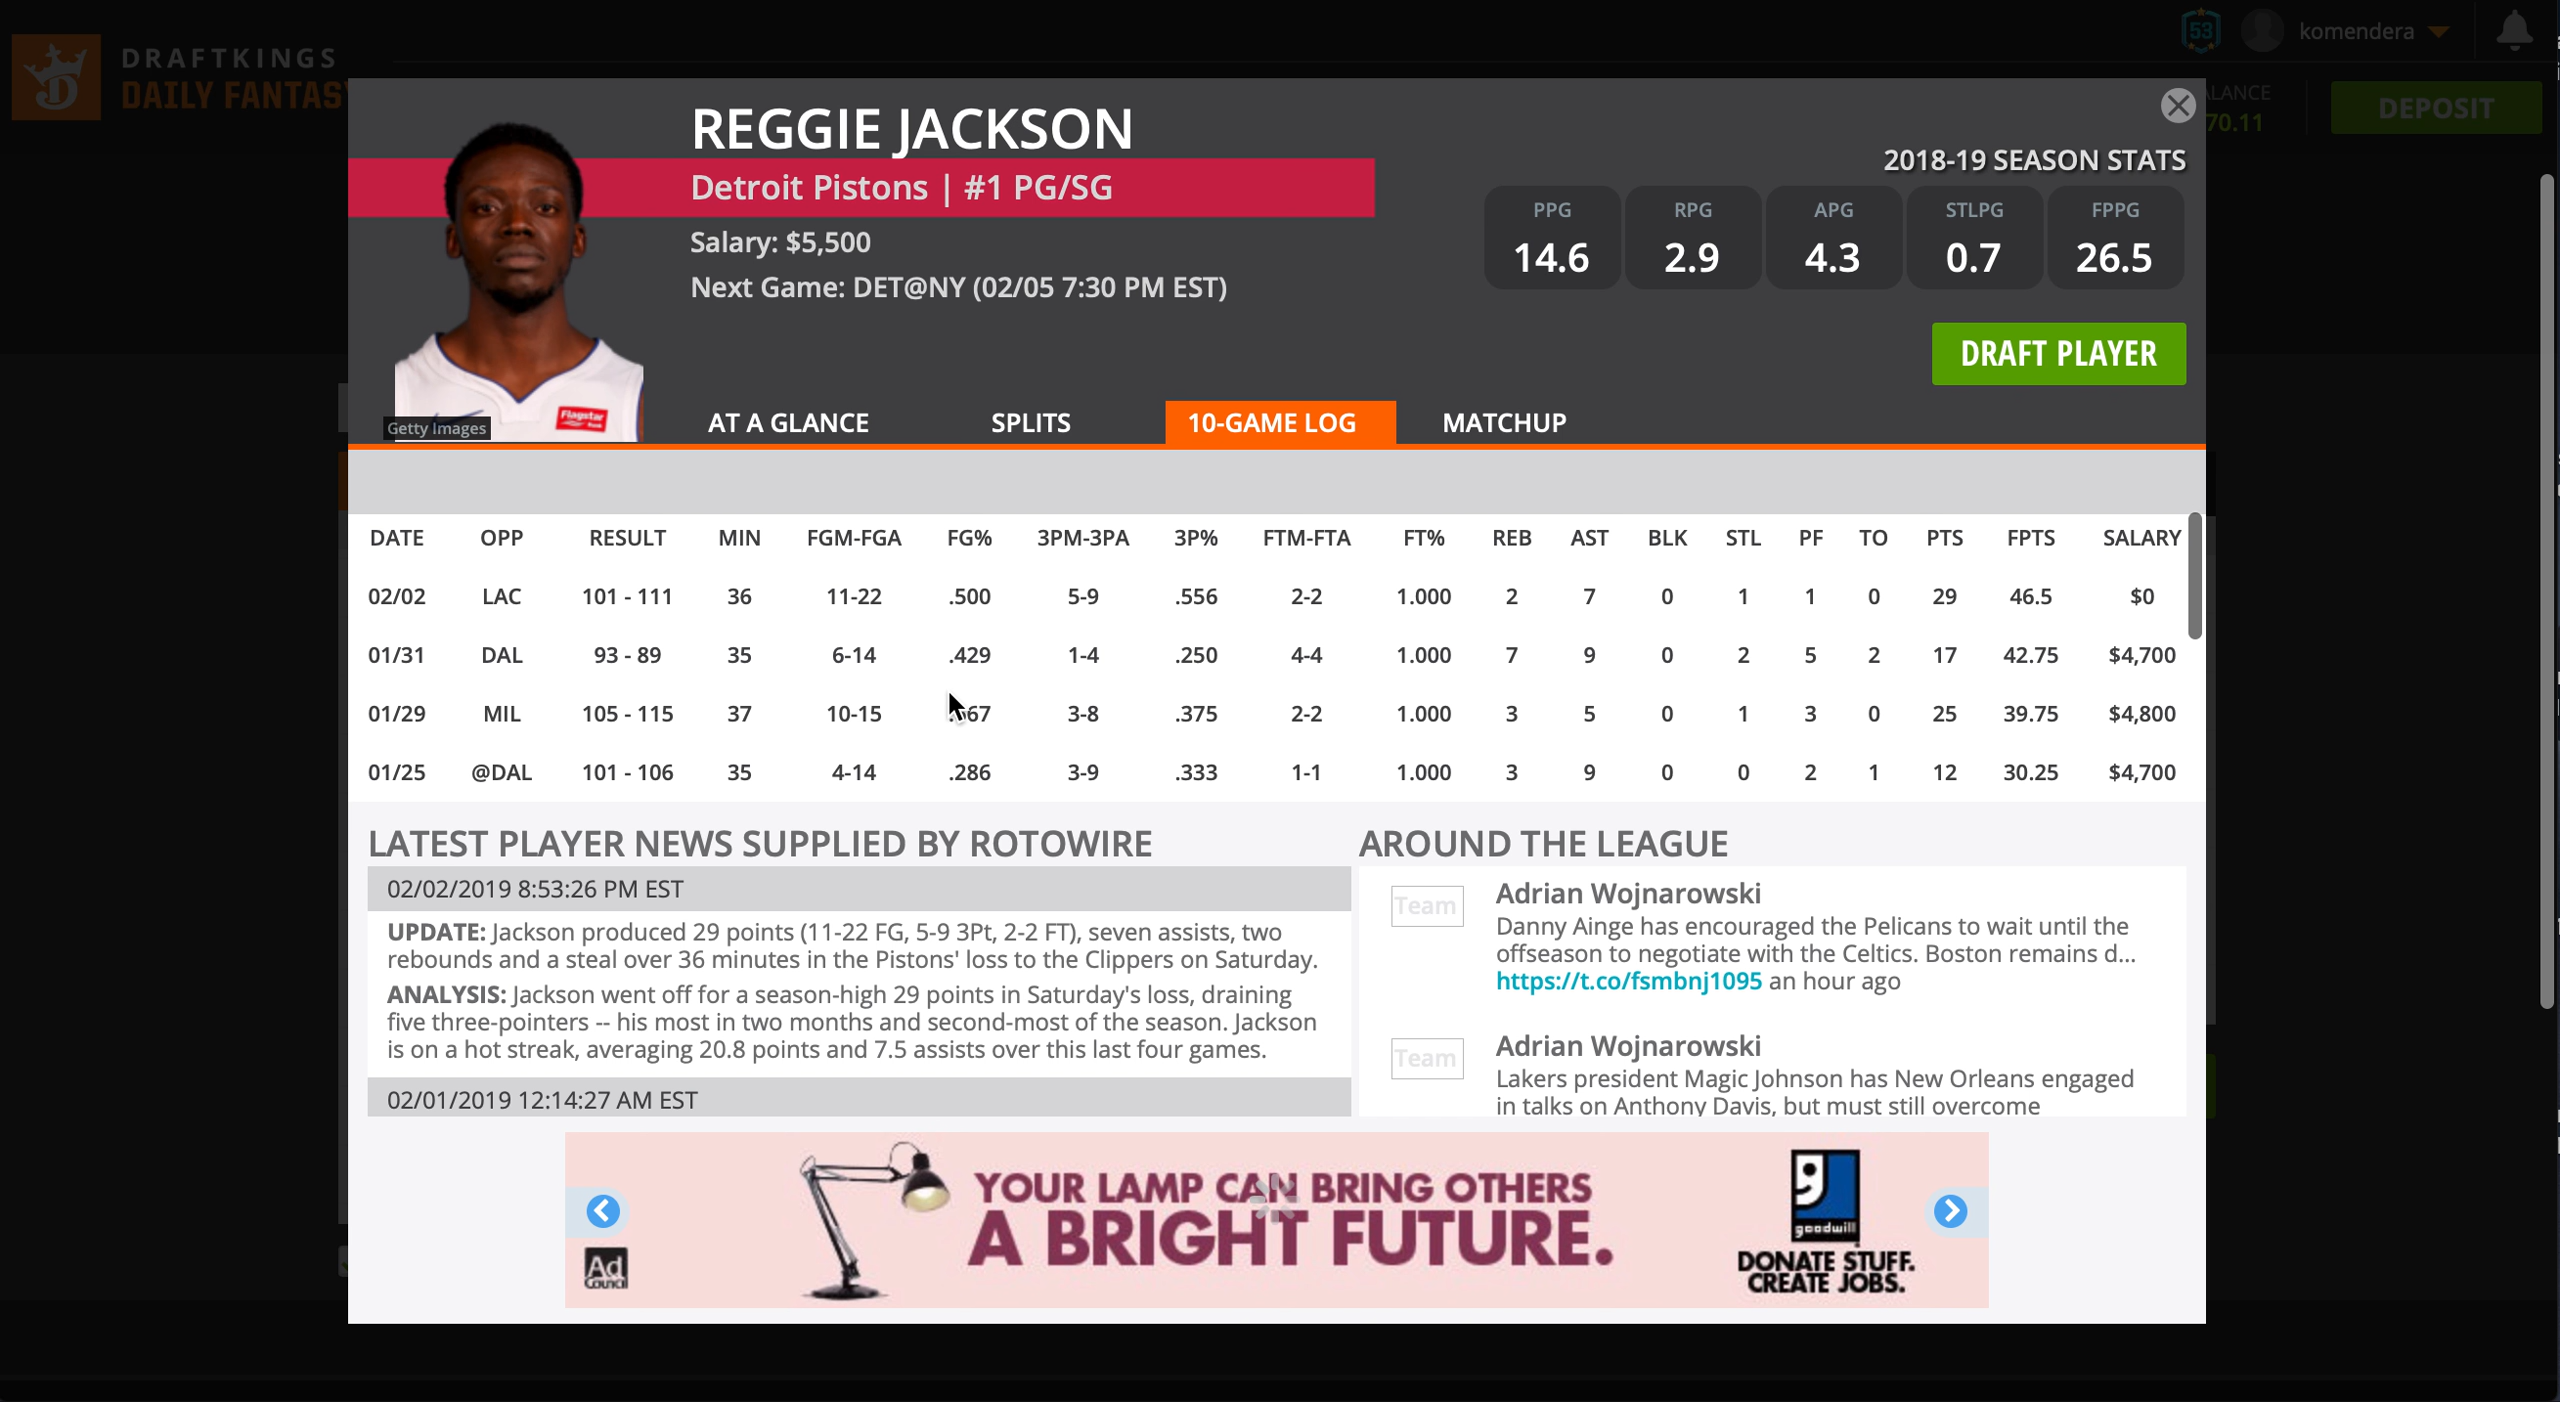 DRAFTKINGS
DAILY FANTASY
53
komendera
BALANCE
70.11
DEPOSIT
REGGIE JACKSON
Detroit Pistons | #1 PG/SG
Salary: $5,500
Next Game: DET@NY (02/05 7:30 PM EST)
2018-19 SEASON STATS
PPG RPG APG STLPG FPPG
14.6 2.9 4.3 0.7 26.5
DRAFT PLAYER
Flagstar
Getty Images
AT A GLANCE SPLITS 10-GAME LOG MATCHUP
DATE OPP RESULT MIN FGM-FGA FG% 3PM-3PA 3P% FTM-FTA FT% REB AST BLK STL PF TO PTS FPTS SALARY
02/02 LAC 101 - 111 36 11-22 .500 5-9 .556 2-2 1.000 2 7 0 1 1 0 29 46.5 $0
01/31 DAL 93 - 89 35 6-14 .429 1-4 .250 4-4 1.000 7 9 0 2 5 2 17 42.75 $4,700
01/29 MIL 105 - 115 37 10-15 67 3-8 .375 2-2 1.000 3 5 0 1 3 0 25 39.75 $4,800
01/25 @DAL 101 - 106 35 4-14 .286 3-9 .333 1-1 1.000 3 9 0 0 2 1 12 30.25 $4,700
LATEST PLAYER NEWS SUPPLIED BY ROTOWIRE
02/02/2019 8:53:26 PM EST
UPDATE: Jackson produced 29 points (11-22 FG, 5-9 3Pt, 2-2 FT), seven assists, two
rebounds and a steal over 36 minutes in the Pistons' loss to the Clippers on Saturday.
ANALYSIS: Jackson went off for a season-high 29 points in Saturday's loss, draining
five three-pointers -- his most in two months and second-most of the season. Jackson
is on a hot streak, averaging 20.8 points and 7.5 assists over this last four games.
02/01/2019 12:14:27 AM EST
AROUND THE LEAGUE
Team
Adrian Wojnarowski
Danny Ainge has encouraged the Pelicans to wait until the
offseason to negotiate with the Celtics. Boston remains d...
https://t.co/fsmbnj1095 an hour ago
Team
Adrian Wojnarowski
Lakers president Magic Johnson has New Orleans engaged
in talks on Anthony Davis, but must still overcome
YOUR LAMP CAN BRING OTHERS
A BRIGHT FUTURE.
Ad
Council
goodwill
DONATE STUFF.
CREATE JOBS.